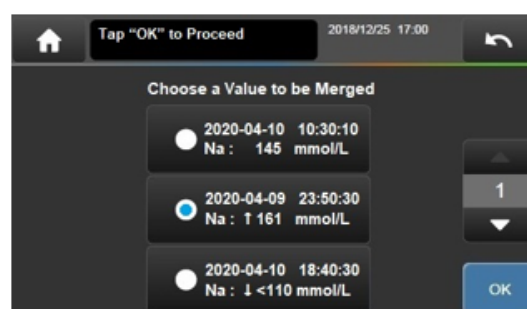 Tap “OK” to Proceed
2018/12/25 17:00
Choose a Value to be Merged
2020-04-10 10:30:10
Na : 145 mmol/L
2020-04-09 23:50:30
Na : ↑161 mmol/L
1
2020-04-10 18:40:30
Na : ↓<110 mmol/L
OK